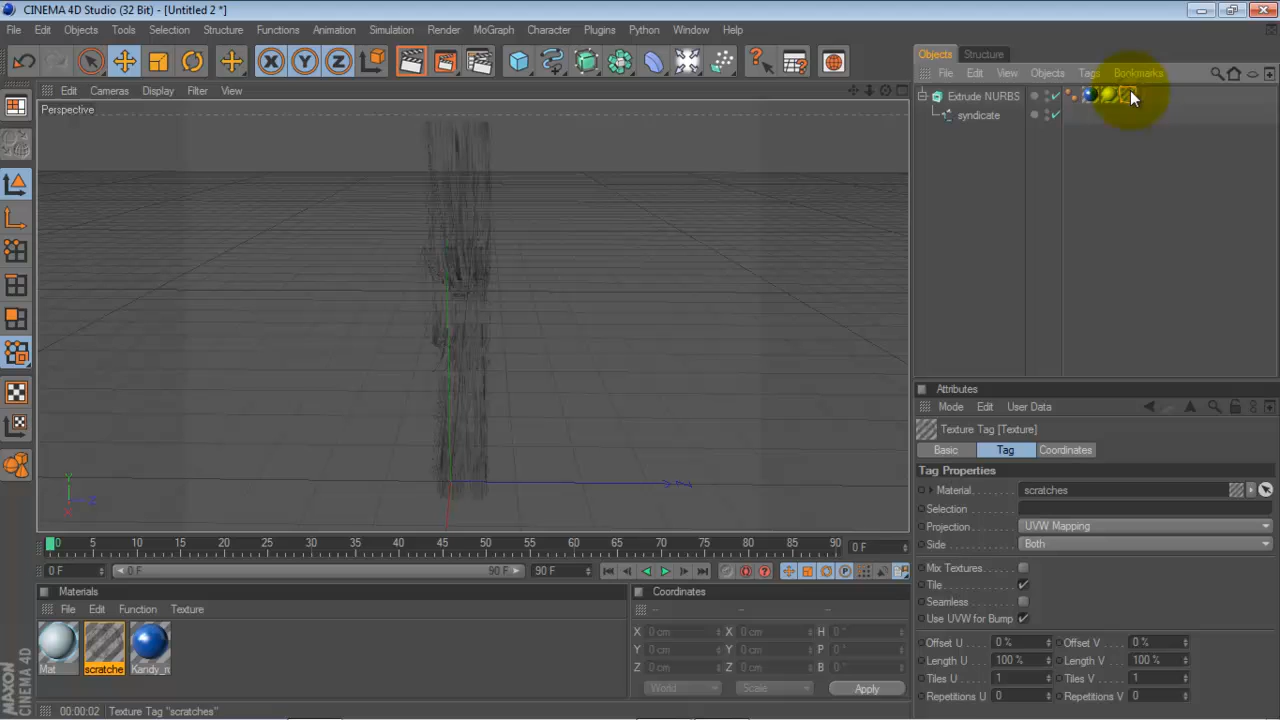 CINEMA 4D Studio (32 Bit) - [Untitled 2 *]
File Edit Objects Tools Selection Structure Functions Animation Simulation Render MoGraph Character Plugins Python Window Help
X Y Z
Objects Structure
File Edit View Objects Tags Bookmarks
Edit Cameras Display Filter View
Perspective
Extrude NURBS
syndicate
Y
Z
X
Z
Attributes
Mode Edit User Data
Texture Tag [Texture]
Basic Tag Coordinates
Tag Properties
Material scratches
Selection
Projection UVW Mapping
Side Both
Mix Textures
Tile
Seamless
Use UVW for Bump
Offset U 0 % Offset V 0 %
Length U 100 % Length V 100 %
Tiles U 1 Tiles V 1
Repetitions U 0 Repetitions V 0
0 5 10 15 20 25 30 35 40 45 50 55 60 65 70 75 80 85 90 0 F
0 F 0 F 90 F 90 F
Materials
File Edit Function Texture
Mat scratche Kandy_m
Coordinates
-- -- --
X 0 cm X 0 cm H 0 °
Y 0 cm Y 0 cm P 0 °
Z 0 cm Z 0 cm B 0 °
World Scale Apply
MAXON
CINEMA 4D
00:00:02 Texture Tag "scratches"